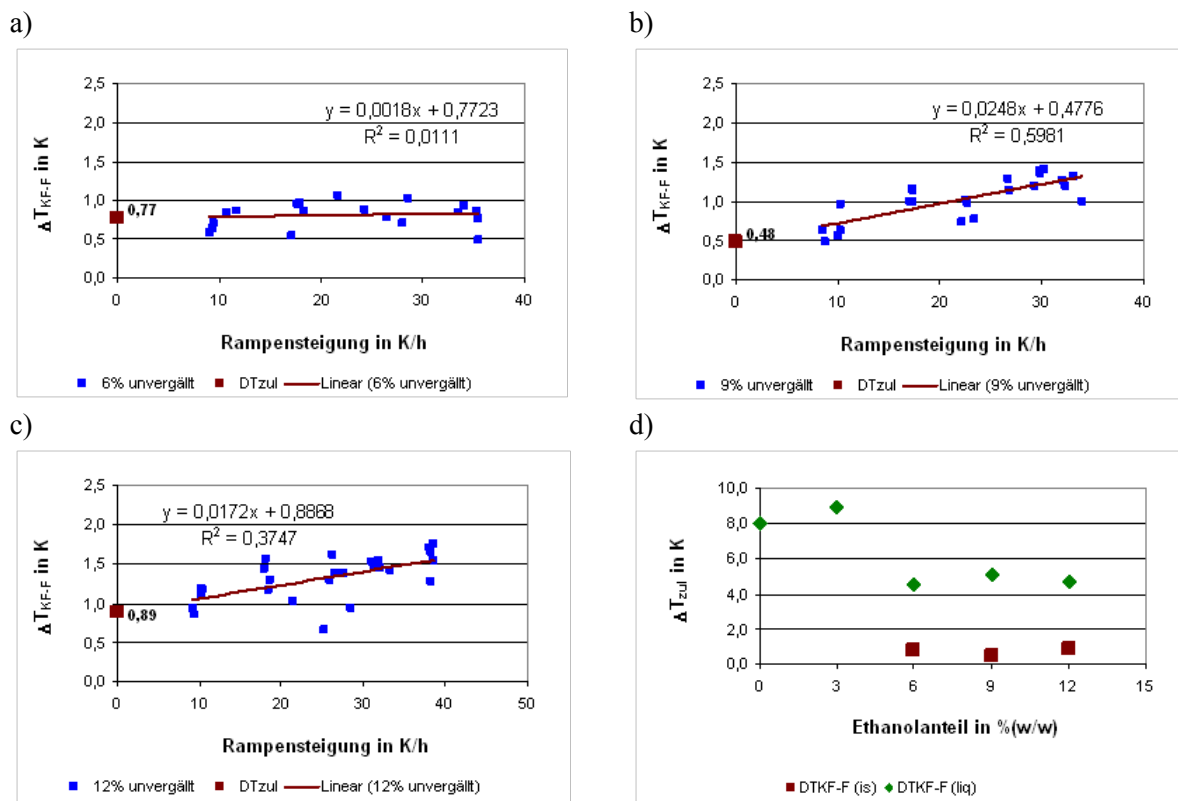 a)
2,5
2,0
1,5
1,0
0,5
0,0
ΔT_KF-F in K
y = 0,0018x + 0,7723
R² = 0,0111
0,77
0 10 20 30 40
Rampensteigung in K/h
6% unvergällt DTzul Linear (6% unvergällt)
b)
2,5
2,0
1,5
1,0
0,5
0,0
ΔT_KF-F in K
y = 0,0248x + 0,4776
R² = 0,5981
0,48
0 10 20 30 40
Rampensteigung in K/h
9% unvergällt DTzul Linear (9% unvergällt)
c)
2,5
2,0
1,5
1,0
0,5
0,0
ΔT_KF-F in K
y = 0,0172x + 0,8868
R² = 0,3747
0,89
0 10 20 30 40 50
Rampensteigung in K/h
12% unvergällt DTzul Linear (12% unvergällt)
d)
10,0
8,0
6,0
4,0
2,0
0,0
ΔT_zul in K
0 3 6 9 12 15
Ethanolanteil in %(w/w)
DTKF-F (is) DTKF-F (liq)